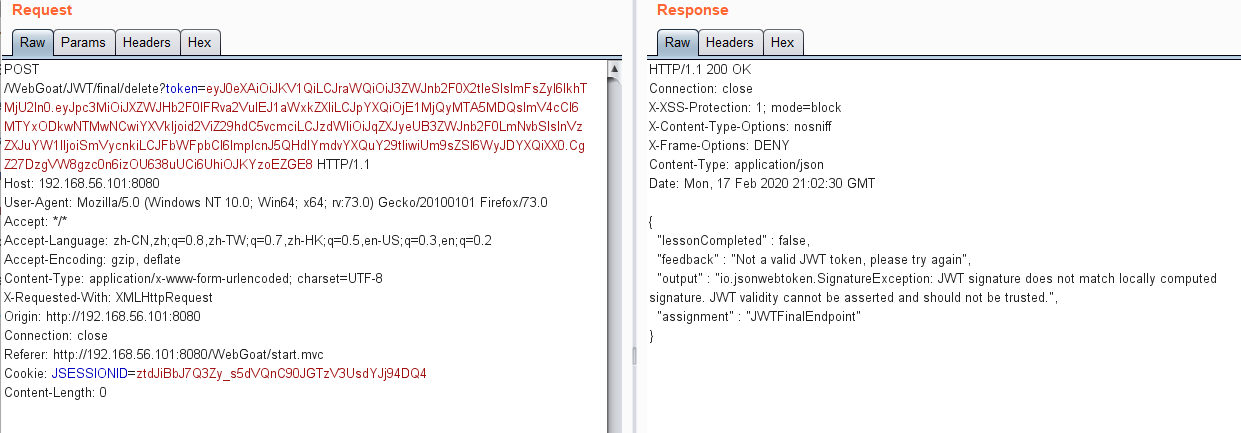 Request
Raw Params Headers Hex
POST
/WebGoat/JWT/final/delete?token=eyJ0eXAiOiJKV1QiLCJraWQiOiJ3ZWJnb2F0X2tleSIsImFsZyI6IkhT
MjU2In0.eyJpc3MiOiJXZWJHb2F0IFRva2VuIEJ1aWxkZXIiLCJpYXQiOjE1MjQyMTA5MDQsImV4cCI6
MTYxODkwNTMwNCwiYXVkIjoid2ViZ29hdC5vcmciLCJzdWIiOiJqZXJyeUB3ZWJnb2F0LmNvbSIsInVz
ZXJuYW1lIjoiSmVycnkiLCJFbWFpbCI6ImplcnJ5QHdlYmdvYXQuY29tIiwiUm9sZSI6WyJDYXQiXX0.Cg
Z27DzgVW8gzc0n6izOU638uUCi6UhiOJKYzoEZGE8 HTTP/1.1
Host: 192.168.56.101:8080
User-Agent: Mozilla/5.0 (Windows NT 10.0; Win64; x64; rv:73.0) Gecko/20100101 Firefox/73.0
Accept: */*
Accept-Language: zh-CN,zh;q=0.8,zh-TW;q=0.7,zh-HK;q=0.5,en-US;q=0.3,en;q=0.2
Accept-Encoding: gzip, deflate
Content-Type: application/x-www-form-urlencoded; charset=UTF-8
X-Requested-With: XMLHttpRequest
Origin: http://192.168.56.101:8080
Connection: close
Referer: http://192.168.56.101:8080/WebGoat/start.mvc
Cookie: JSESSIONID=ztdJiBbJ7Q3Zy_s5dVQnC90JGTzV3UsdYJj94DQ4
Content-Length: 0
Response
Raw Headers Hex
HTTP/1.1 200 OK
Connection: close
X-XSS-Protection: 1; mode=block
X-Content-Type-Options: nosniff
X-Frame-Options: DENY
Content-Type: application/json
Date: Mon, 17 Feb 2020 21:02:30 GMT
{
"lessonCompleted" : false,
"feedback" : "Not a valid JWT token, please try again",
"output" : "io.jsonwebtoken.SignatureException: JWT signature does not match locally computed
signature. JWT validity cannot be asserted and should not be trusted.",
"assignment" : "JWTFinalEndpoint"
}